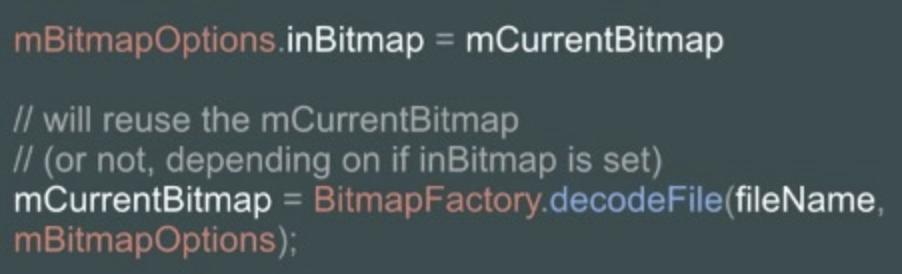 mBitmapOptions.inBitmap = mCurrentBitmap
// will reuse the mCurrentBitmap
// (or not, depending on if inBitmap is set)
mCurrentBitmap = BitmapFactory.decodeFile(fileName,
mBitmapOptions);